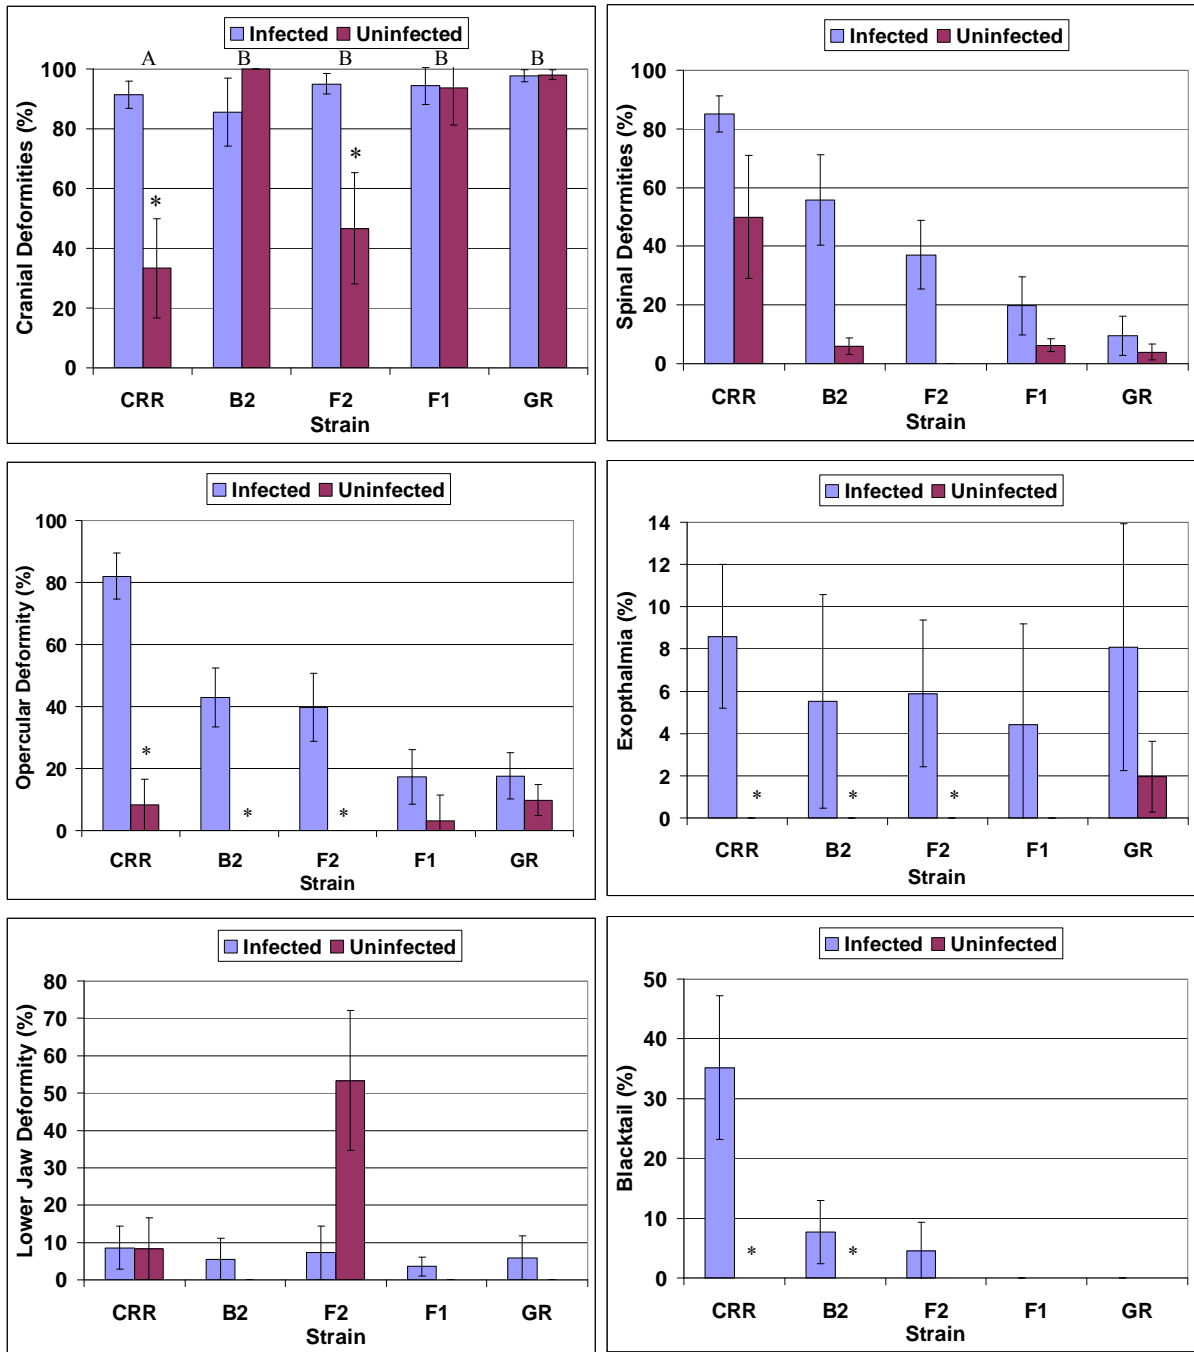 Infected Uninfected
A B B B B
100
80
60
40
20
0
* *
Cranial Deformities (%)
CRR B2 F2 F1 GR
Strain
Infected Uninfected
100
80
60
40
20
0
Spinal Deformities (%)
CRR B2 F2 F1 GR
Strain
Infected Uninfected
100
80
60
40
20
0
* * *
Opercular Deformity (%)
CRR B2 F2 F1 GR
Strain
Infected Uninfected
14
12
10
8
6
4
2
0
* * *
Exopthalmia (%)
CRR B2 F2 F1 GR
Strain
Infected Uninfected
80
70
60
50
40
30
20
10
0
Lower Jaw Deformity (%)
CRR B2 F2 F1 GR
Strain
Infected Uninfected
50
40
30
20
10
0
* *
Blacktail (%)
CRR B2 F2 F1 GR
Strain